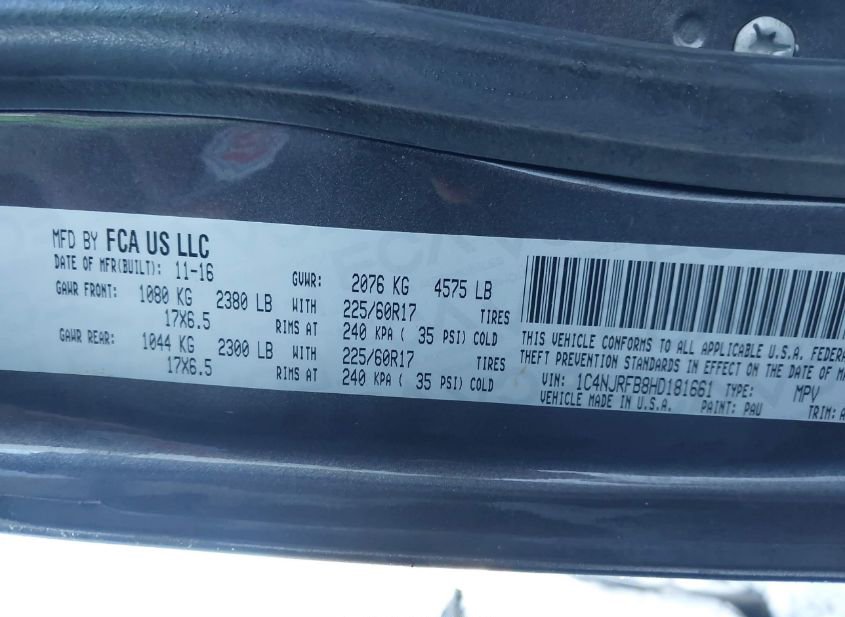 MFD BY FCA US LLC
DATE OF MFR(BUILT): 11-16 GVWR: 2076 KG 4575 LB
GAWR FRONT: 1080 KG 2380 LB WITH 225/60R17 TIRES
17X6.5 RIMS AT 240 KPA ( 35 PSI) COLD
GAWR REAR: 1044 KG 2300 LB WITH 225/60R17 TIRES
17X6.5 RIMS AT 240 KPA ( 35 PSI) COLD
THIS VEHICLE CONFORMS TO ALL APPLICABLE U.S.A. FEDERA
THEFT PREVENTION STANDARDS IN EFFECT ON THE DATE OF M
VIN: 1C4NJRFB8HD181661 TYPE: MPV
VEHICLE MADE IN U.S.A. PAINT: PAU TRIM: A